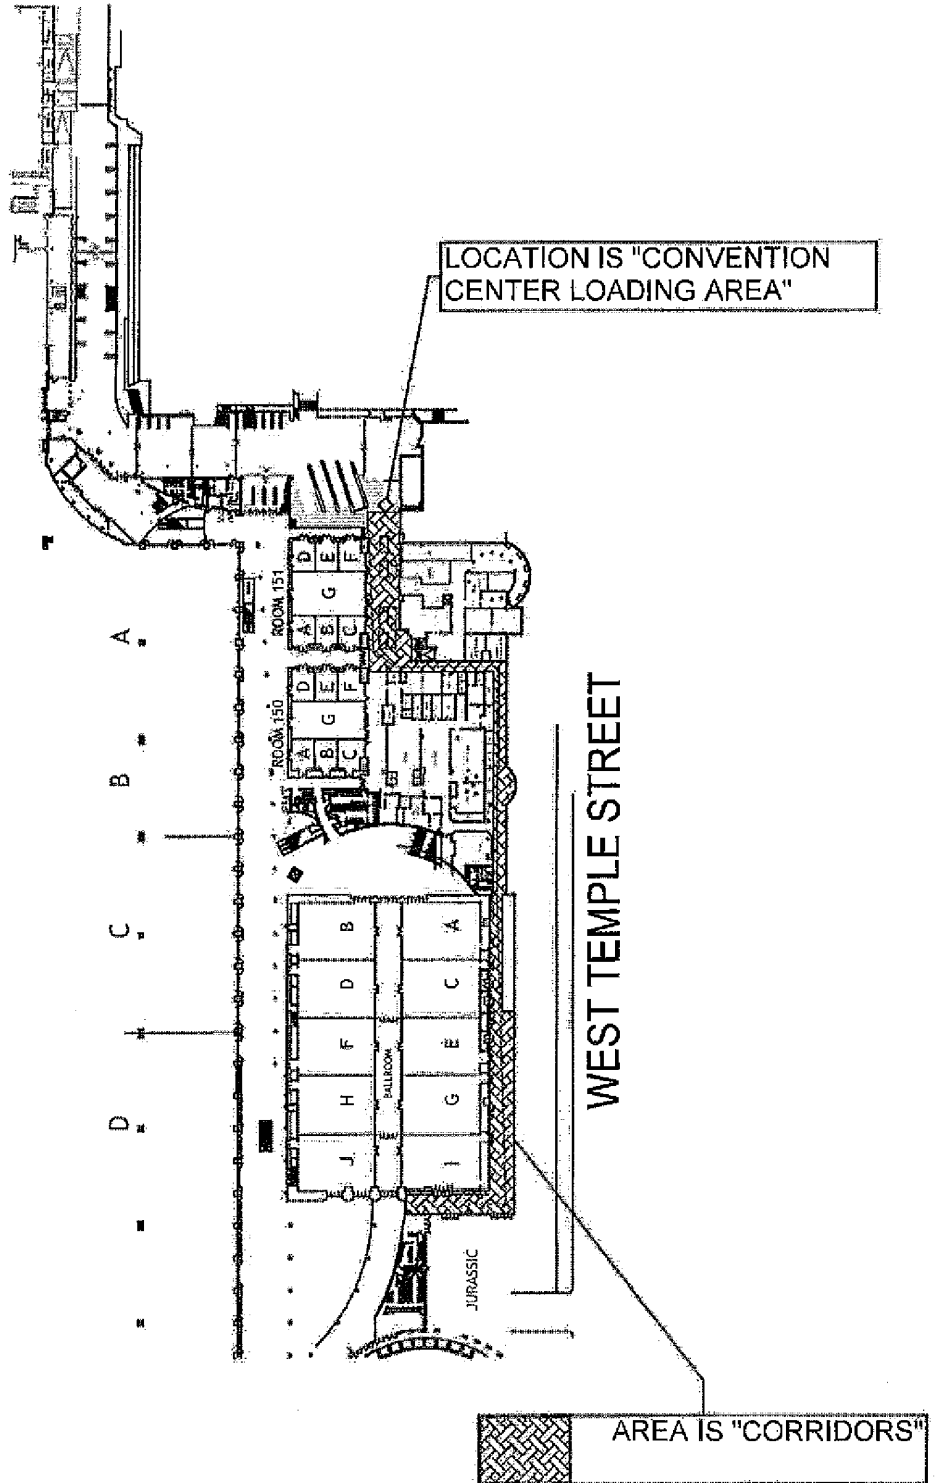 LOCATION IS "CONVENTION
CENTER LOADING AREA"
ROOM 151
A
B
C
D
E
F
G
ROOM 150
A
B
C
D
E
F
G
A
B
C
D
BALLROOM
B
D
F
H
J
A
C
E
G
I
JURASSIC
WEST TEMPLE STREET
AREA IS "CORRIDORS"